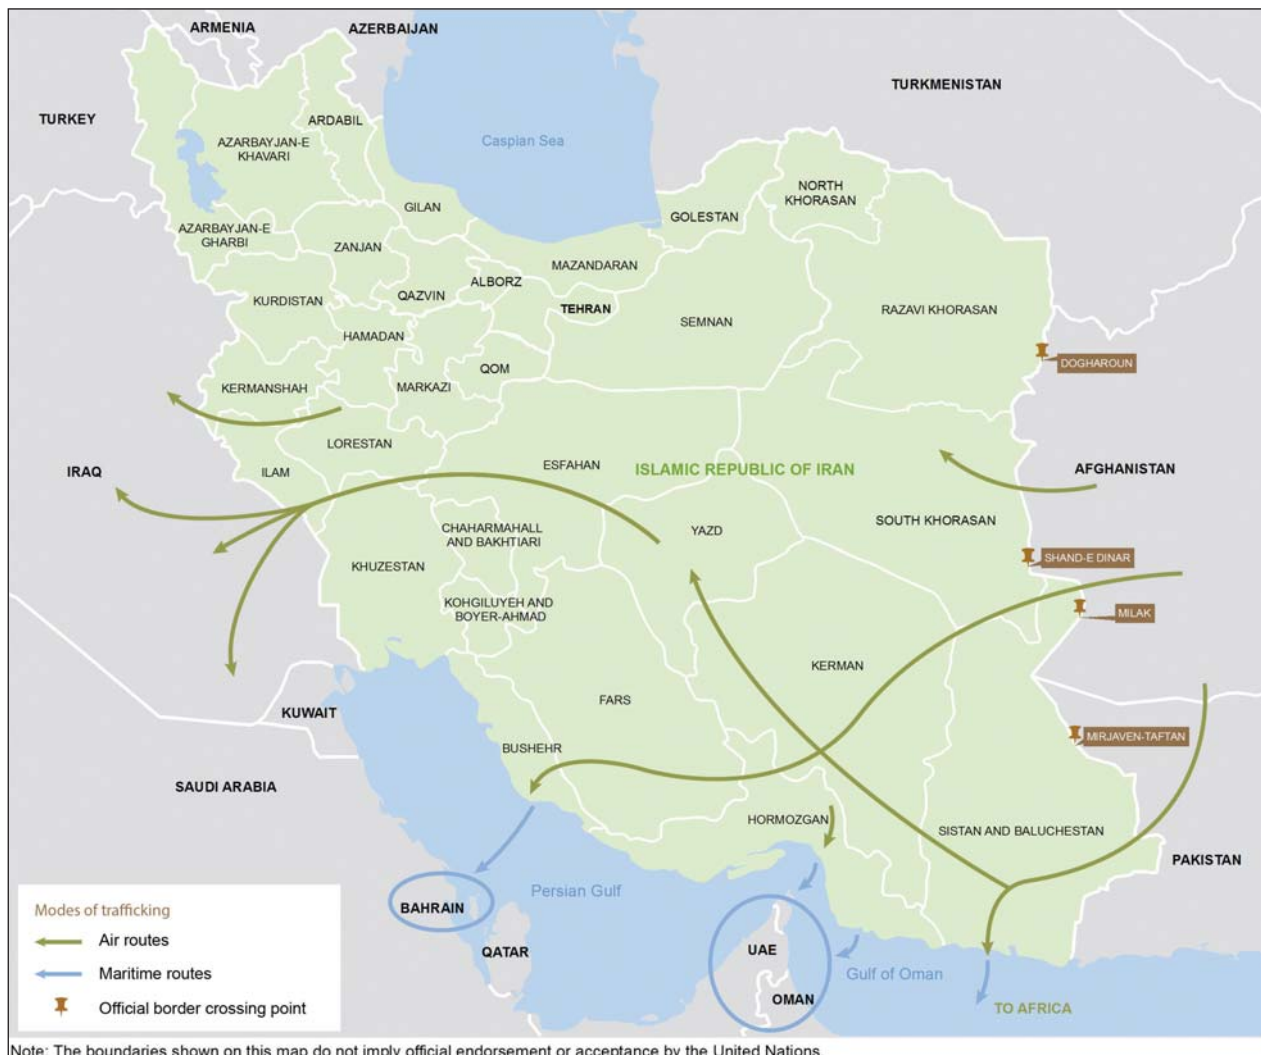 ARMENIA
AZERBAIJAN
TURKMENISTAN
TURKEY
ARDABIL
AZARBAYJAN-E
KHAVARI
Caspian Sea
NORTH
KHORASAN
GILAN
GOLESTAN
AZARBAYJAN-E
GHARBI
ZANJAN
MAZANDARAN
ALBORZ
QAZVIN
KURDISTAN
TEHRAN
RAZAVI KHORASAN
SEMNAN
HAMADAN
DOGHAROUN
QOM
KERMANSHAH
MARKAZI
LORESTAN
IRAQ
ILAM
ESFAHAN
ISLAMIC REPUBLIC OF IRAN
AFGHANISTAN
CHAHARMAHALL
AND BAKHTIARI
YAZD
SOUTH KHORASAN
SHAND-E DINAR
KHUZESTAN
KOHGILUYEH AND
BOYER-AHMAD
MILAK
KERMAN
FARS
KUWAIT
MIRJAVEN-TAFTAN
BUSHEHR
SAUDI ARABIA
HORMOZGAN
SISTAN AND BALUCHESTAN
PAKISTAN
Persian Gulf
BAHRAIN
QATAR
UAE
Gulf of Oman
OMAN
TO AFRICA
Modes of trafficking
Air routes
Maritime routes
Official border crossing point
Note: The boundaries shown on this map do not imply official endorsement or acceptance by the United Nations.